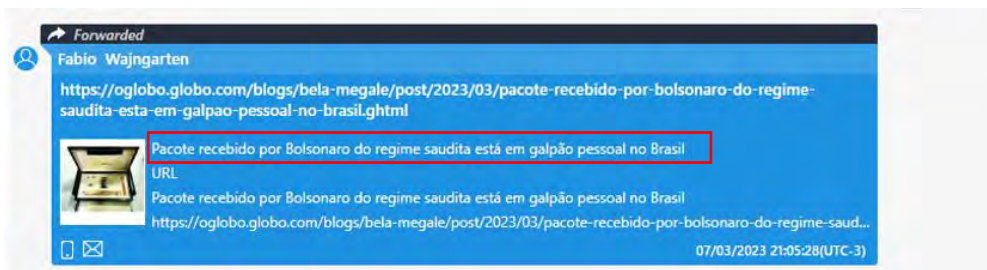 Forwarded
Fabio Wajngarten
https://oglobo.globo.com/blogs/bela-megale/post/2023/03/pacote-recebido-por-bolsonaro-do-regime-
saudita-esta-em-galpao-pessoal-no-brasil.ghtml
Pacote recebido por Bolsonaro do regime saudita está em galpão pessoal no Brasil
URL
Pacote recebido por Bolsonaro do regime saudita está em galpão pessoal no Brasil
https://oglobo.globo.com/blogs/bela-megale/post/2023/03/pacote-recebido-por-bolsonaro-do-regime-saud...
07/03/2023 21:05:28(UTC-3)